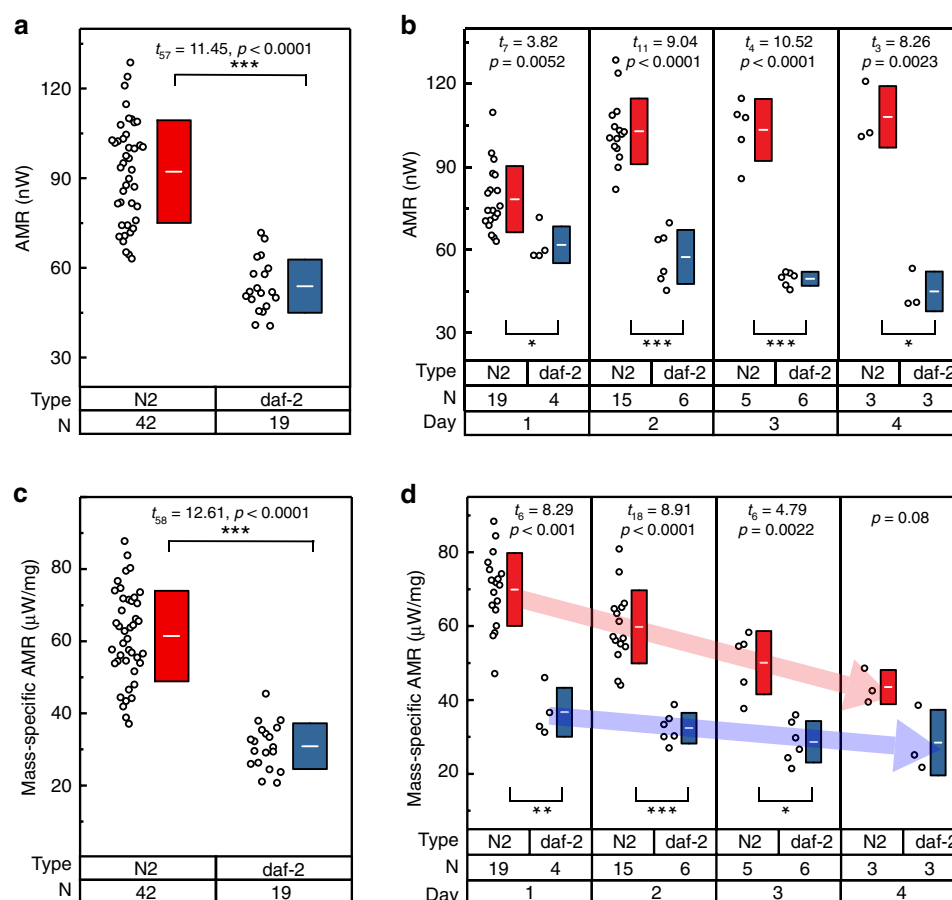 a
t57 = 11.45, p < 0.0001
***
AMR (nW)
120
90
60
30
Type N2 daf-2
N 42 19
b
t7 = 3.82 t11 = 9.04 t4 = 10.52 t3 = 8.26
p = 0.0052 p < 0.0001 p < 0.0001 p = 0.0023
AMR (nW)
120
90
60
30
* *** *** *
Type N2 daf-2 N2 daf-2 N2 daf-2 N2 daf-2
N 19 4 15 6 5 6 3 3
Day 1 2 3 4
c
t58 = 12.61, p < 0.0001
***
Mass-specific AMR (μW/mg)
80
60
40
20
Type N2 daf-2
N 42 19
d
t6 = 8.29 t18 = 8.91 t6 = 4.79
p < 0.001 p < 0.0001 p = 0.0022 p = 0.08
Mass-specific AMR (μW/mg)
80
60
40
20
** *** *
Type N2 daf-2 N2 daf-2 N2 daf-2 N2 daf-2
N 19 4 15 6 5 6 3 3
Day 1 2 3 4